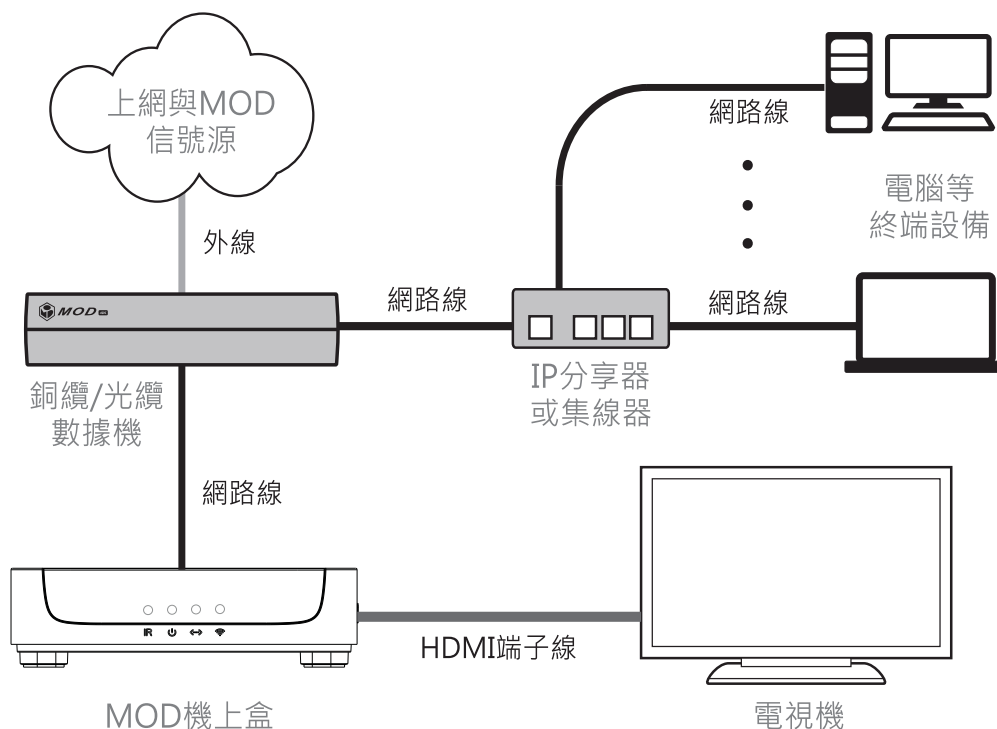 上網與MOD
信號源
外線
網路線
電腦等
終端設備
MOD
網路線
網路線
IP分享器
或集線器
銅纜/光纜
數據機
網路線
IR
HDMI端子線
MOD機上盒
電視機